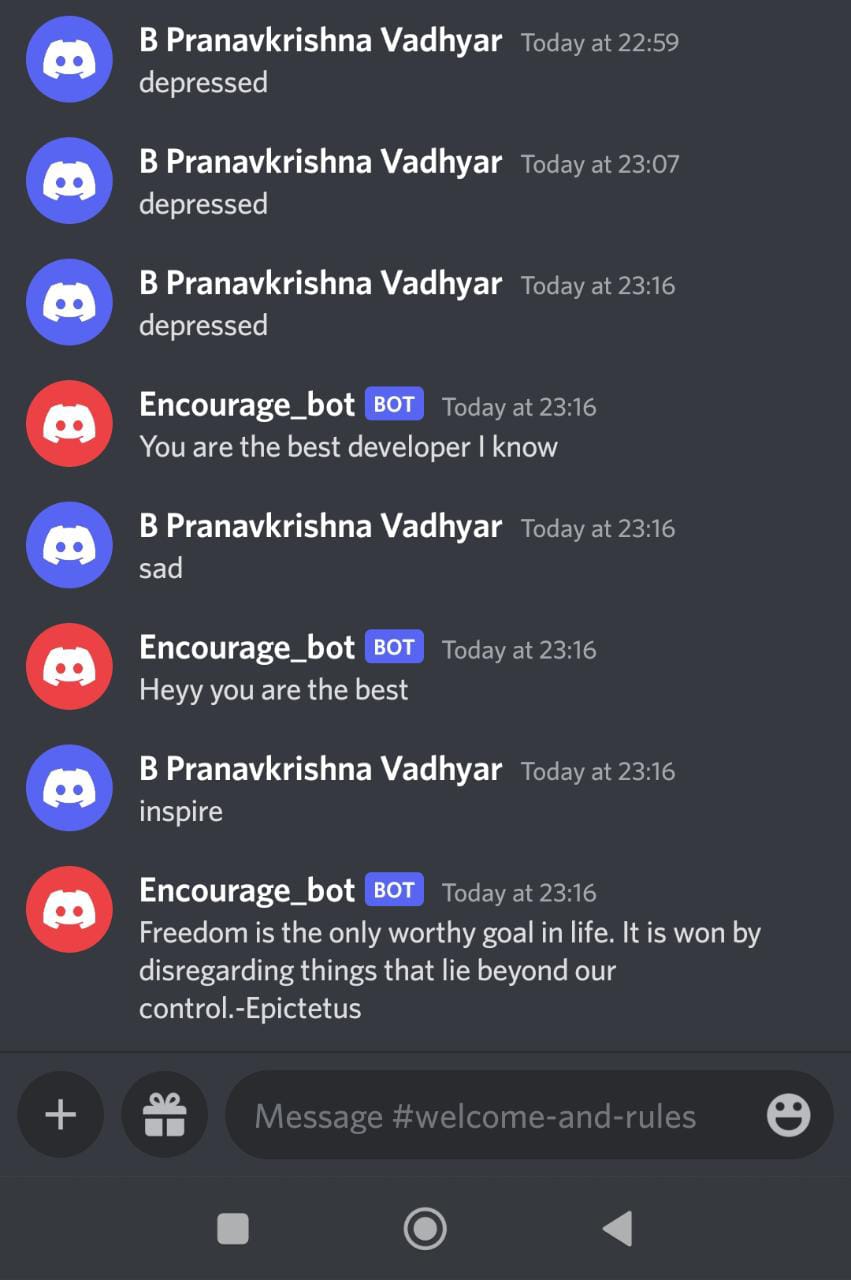 B Pranavkrishna Vadhyar Today at 22:59
depressed
B Pranavkrishna Vadhyar Today at 23:07
depressed
B Pranavkrishna Vadhyar Today at 23:16
depressed
Encourage_bot BOT Today at 23:16
You are the best developer I know
B Pranavkrishna Vadhyar Today at 23:16
sad
Encourage_bot BOT Today at 23:16
Heyy you are the best
B Pranavkrishna Vadhyar Today at 23:16
inspire
Encourage_bot BOT Today at 23:16
Freedom is the only worthy goal in life. It is won by
disregarding things that lie beyond our
control.-Epictetus
Message #welcome-and-rules